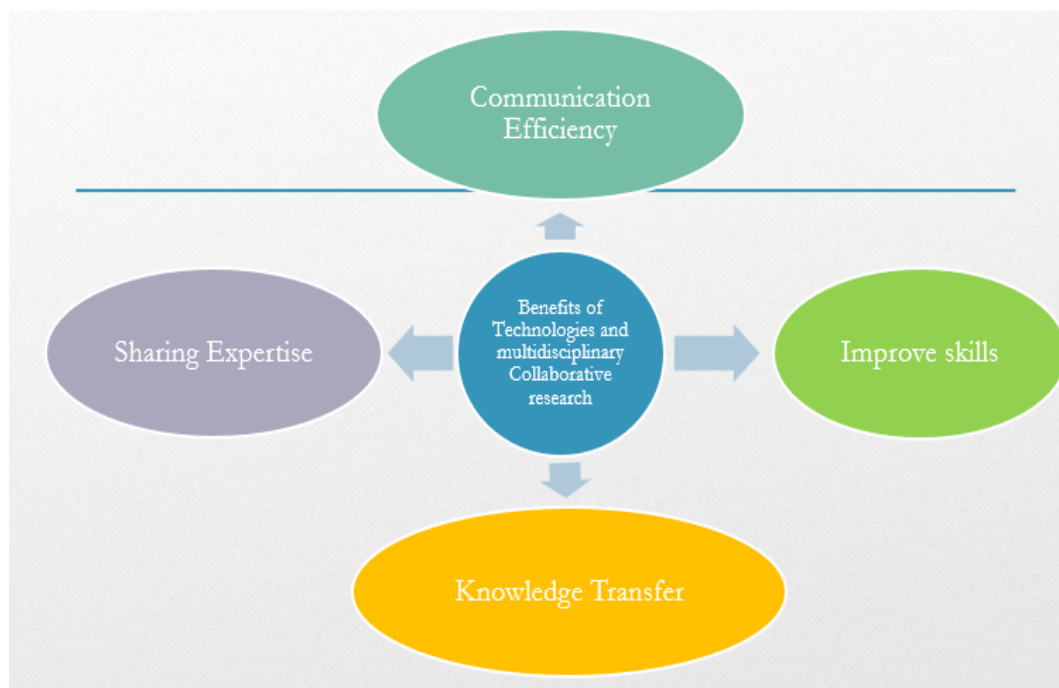 Communication
Efficiency
Sharing Expertise
Benefits of
Technologies and
multidisciplinary
Collaborative
research
Improve skills
Knowledge Transfer